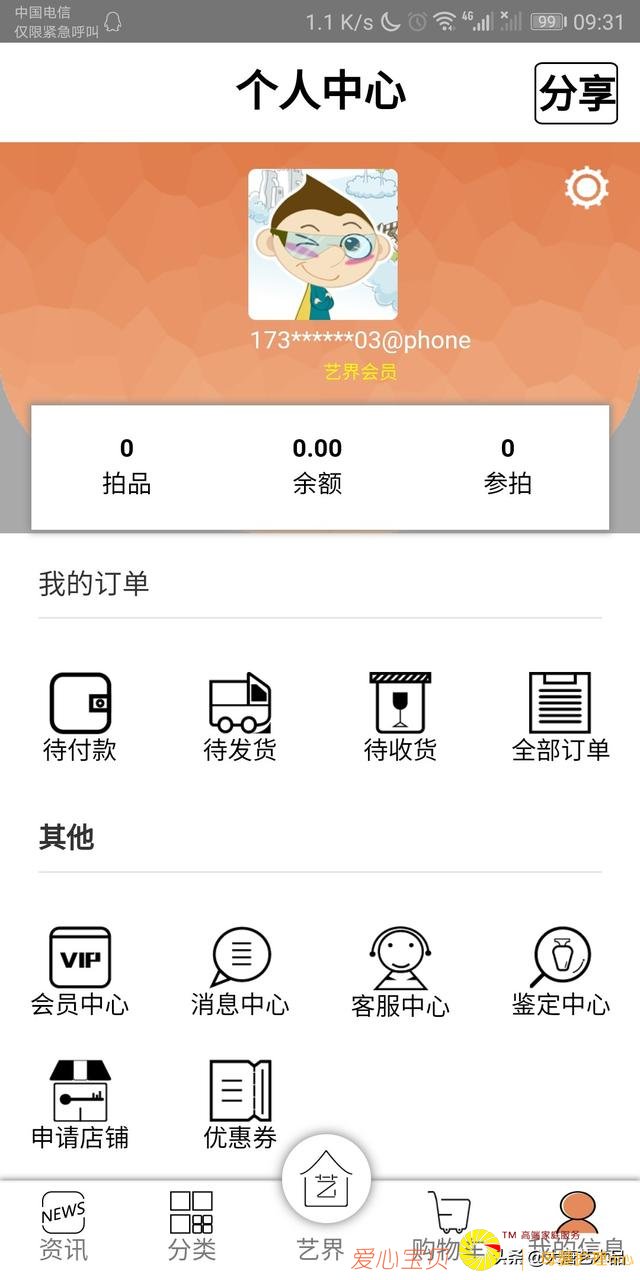 中国电信
仅限紧急呼叫
1.1 K/s 4G 99 09:31
个人中心
分享
173******03@phone
艺界会员
0 0.00 0
拍品 余额 参拍
我的订单
待付款 待发货 待收货 全部订单
其他
VIP
会员中心 消息中心 客服中心 鉴定中心
申请店铺 优惠券
艺
NEWS
TM 高端家庭服务
资讯 分类 艺界 购物车 我的信息
爱心宝贝